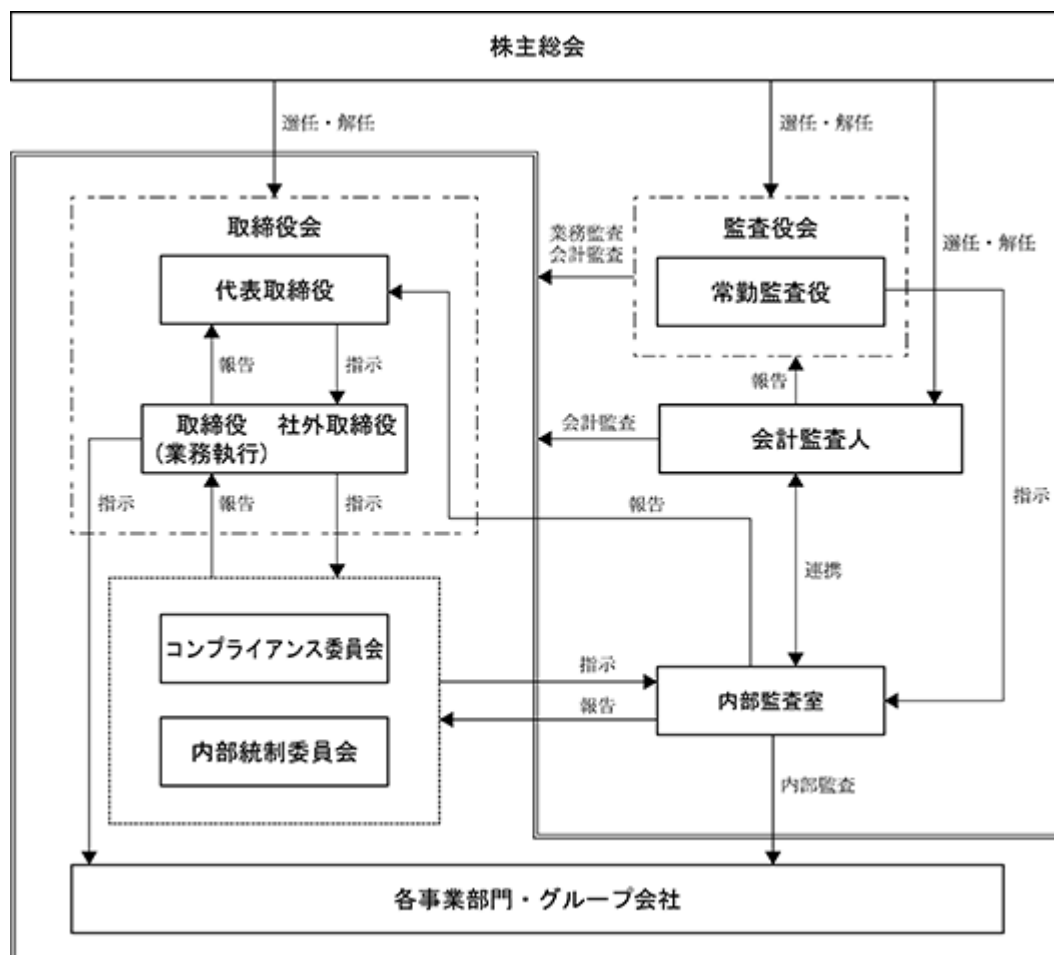 株主総会
選任・解任
選任・解任
選任・解任
取締役会
代表取締役
報告
指示
取締役 社外取締役
(業務執行)
指示
報告
指示
業務監査
会計監査
監査役会
常勤監査役
報告
会計監査
会計監査人
指示
報告
連携
コンプライアンス委員会
内部統制委員会
指示
報告
内部監査室
内部監査
各事業部門・グループ会社